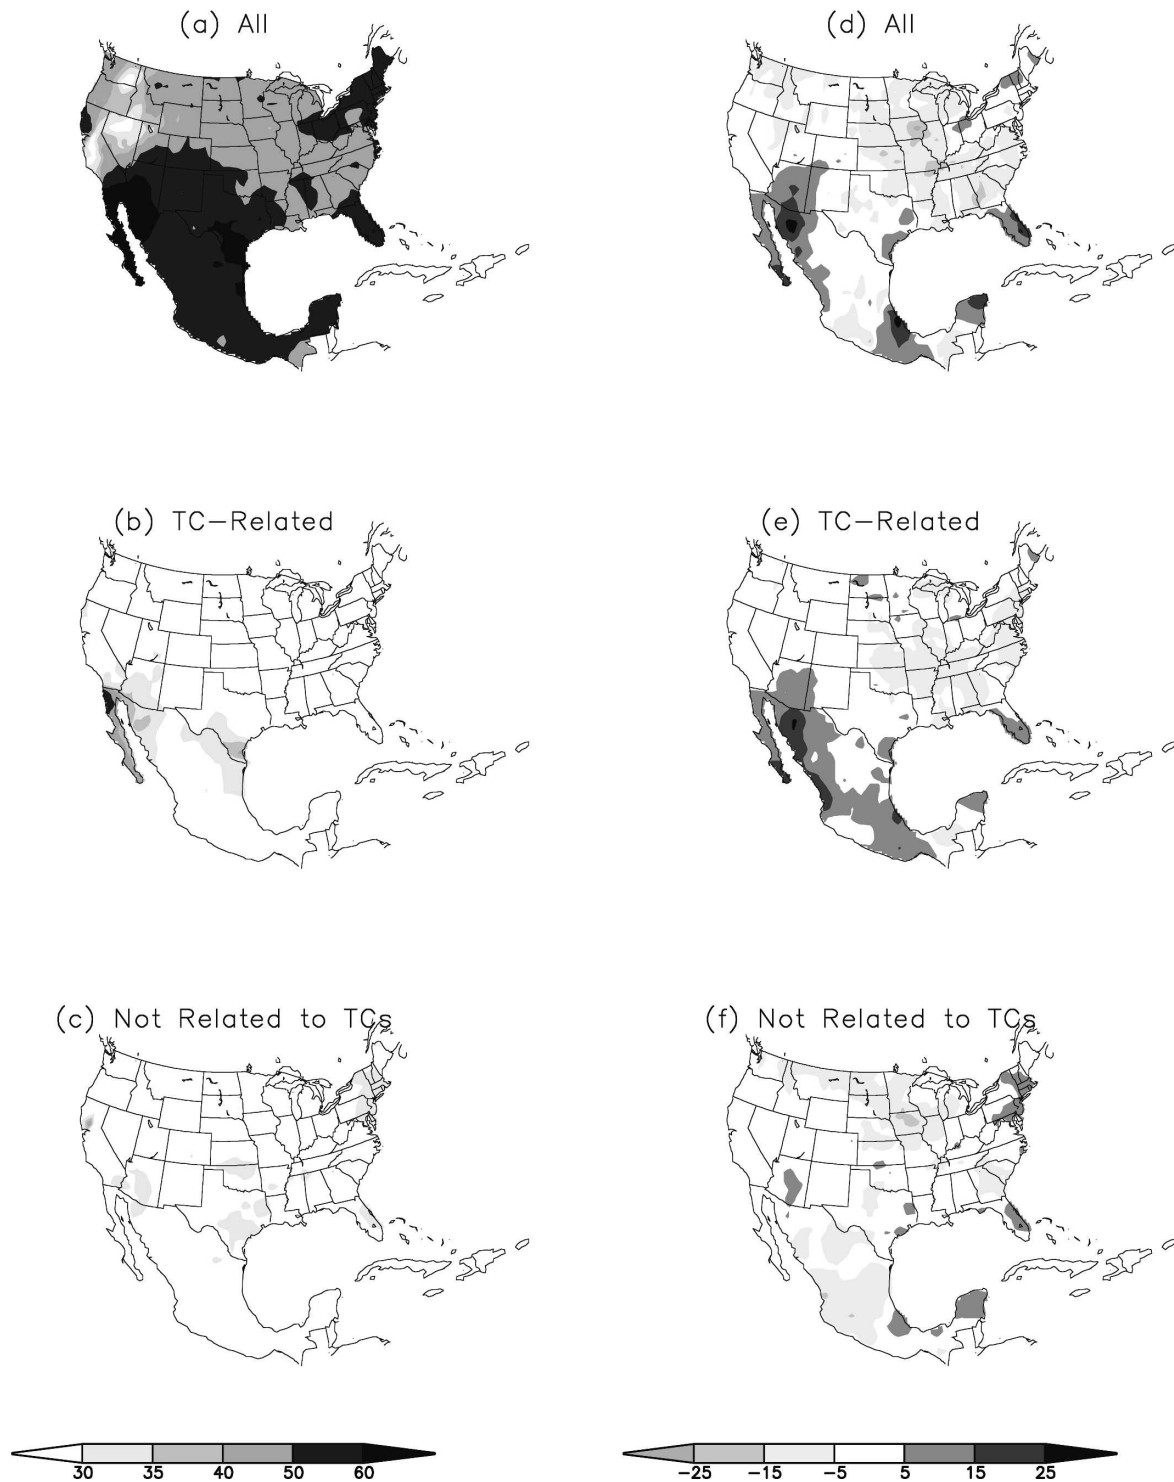 (a) All
(d) All
(b) TC-Related
(e) TC-Related
(c) Not Related to TCs
(f) Not Related to TCs
30 35 40 50 60
-25 -15 -5 5 15 25